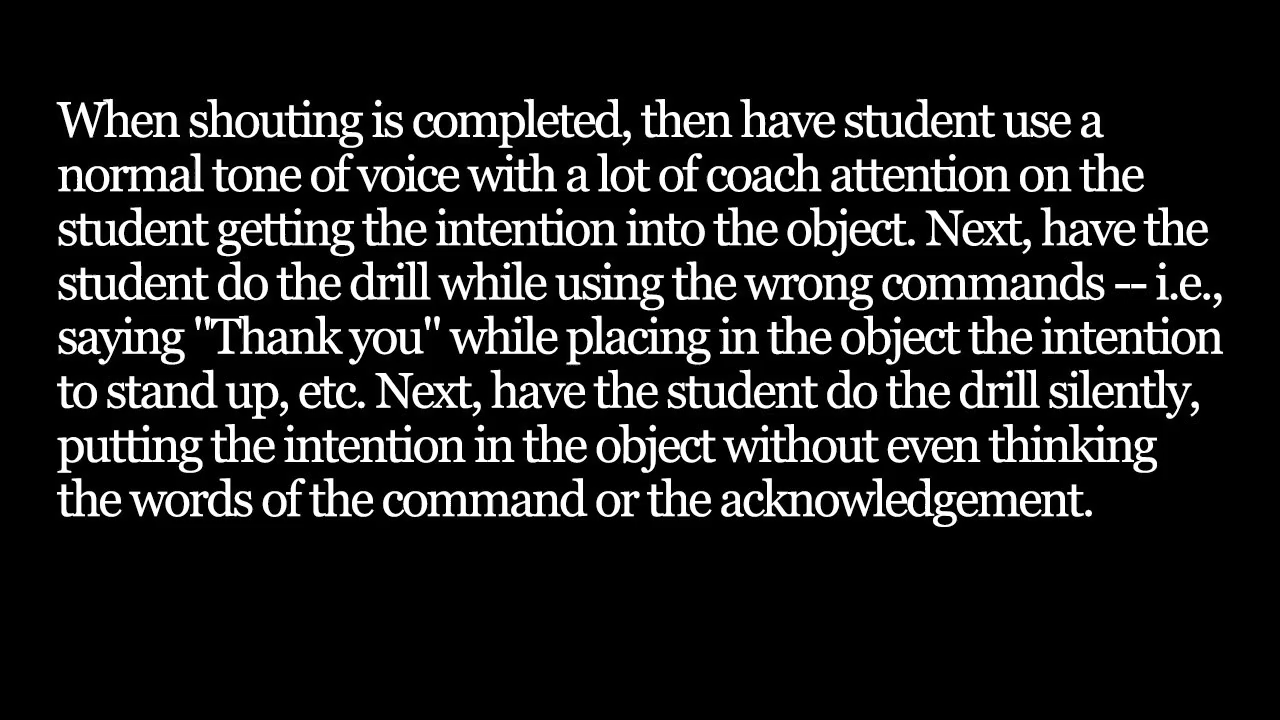 When shouting is completed, then have student use a
normal tone of voice with a lot of coach attention on the
student getting the intention into the object. Next, have the
student do the drill while using the wrong commands -- i.e.,
saying "Thank you" while placing in the object the intention
to stand up, etc. Next, have the student do the drill silently,
putting the intention in the object without even thinking
the words of the command or the acknowledgement.